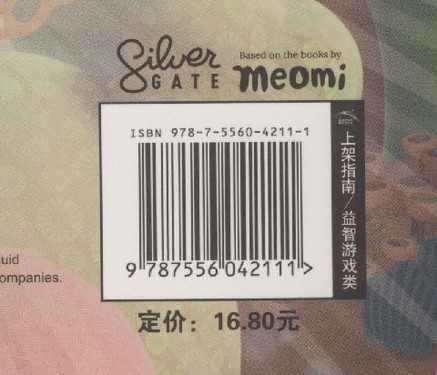 Silver
GATE
Based on the books by
meomi
ISBN 978-7-5560-4211-1
9 787556 042111 >
上架指南/益智游戏类
uid
ompanies.
定价：16.80元